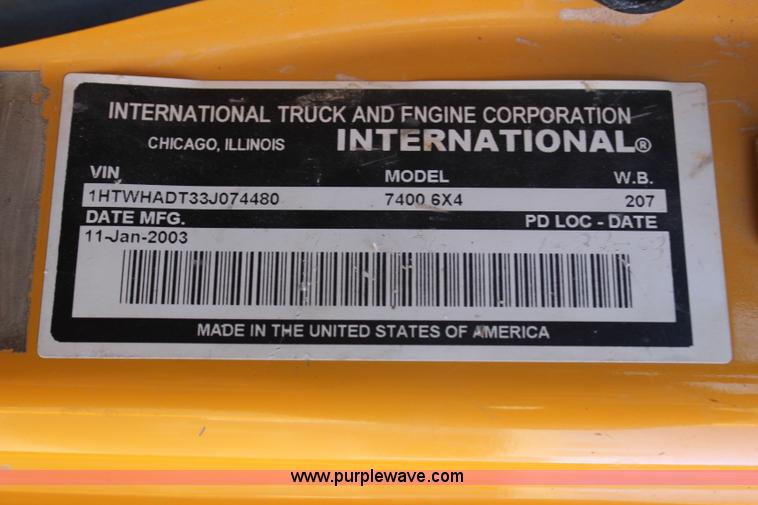 INTERNATIONAL TRUCK AND ENGINE CORPORATION
CHICAGO, ILLINOIS INTERNATIONAL®
VIN MODEL W.B.
1HTWHADT33J074480 7400 6X4 207
DATE MFG. PD LOC - DATE
11-Jan-2003
MADE IN THE UNITED STATES OF AMERICA
www.purplewave.com